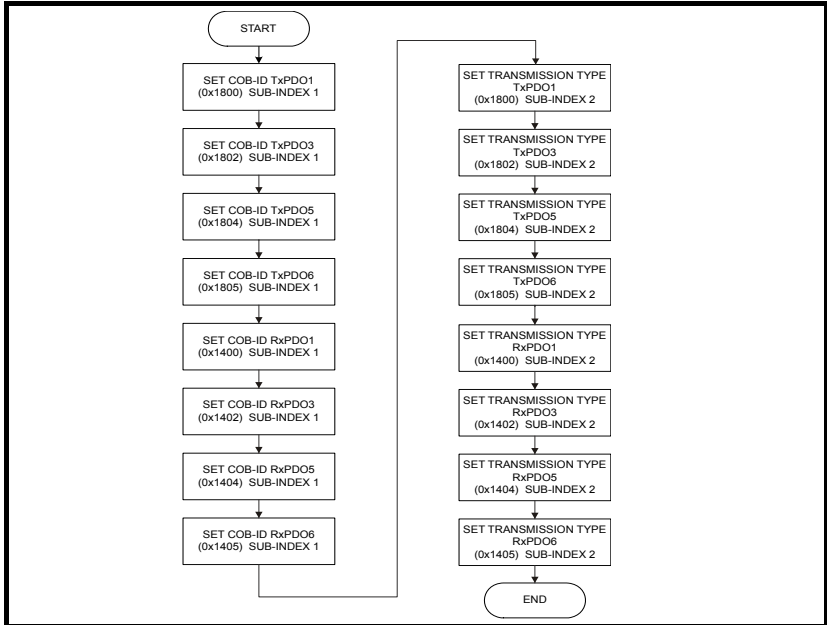 START
SET COB-ID TxPDO1
(0x1800) SUB-INDEX 1
SET COB-ID TxPDO3
(0x1802) SUB-INDEX 1
SET COB-ID TxPDO5
(0x1804) SUB-INDEX 1
SET COB-ID TxPDO6
(0x1805) SUB-INDEX 1
SET COB-ID RxPDO1
(0x1400) SUB-INDEX 1
SET COB-ID RxPDO3
(0x1402) SUB-INDEX 1
SET COB-ID RxPDO5
(0x1404) SUB-INDEX 1
SET COB-ID RxPDO6
(0x1405) SUB-INDEX 1
SET TRANSMISSION TYPE
TxPDO1
(0x1800) SUB-INDEX 2
SET TRANSMISSION TYPE
TxPDO3
(0x1802) SUB-INDEX 2
SET TRANSMISSION TYPE
TxPDO5
(0x1804) SUB-INDEX 2
SET TRANSMISSION TYPE
TxPDO6
(0x1805) SUB-INDEX 2
SET TRANSMISSION TYPE
RxPDO1
(0x1400) SUB-INDEX 2
SET TRANSMISSION TYPE
RxPDO3
(0x1402) SUB-INDEX 2
SET TRANSMISSION TYPE
RxPDO5
(0x1404) SUB-INDEX 2
SET TRANSMISSION TYPE
RxPDO6
(0x1405) SUB-INDEX 2
END